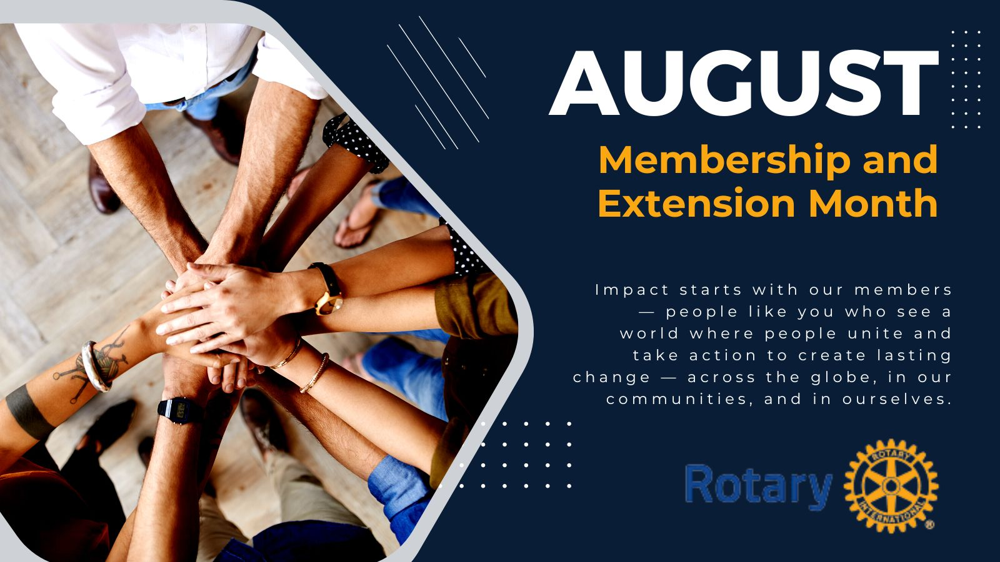 AUGUST
Membership and
Extension Month
Impact starts with our members
— people like you who see a
world where people unite and
take action to create lasting
change — across the globe, in our
communities, and in ourselves.
Rotary
ROTARY
INTERNATIONAL
®